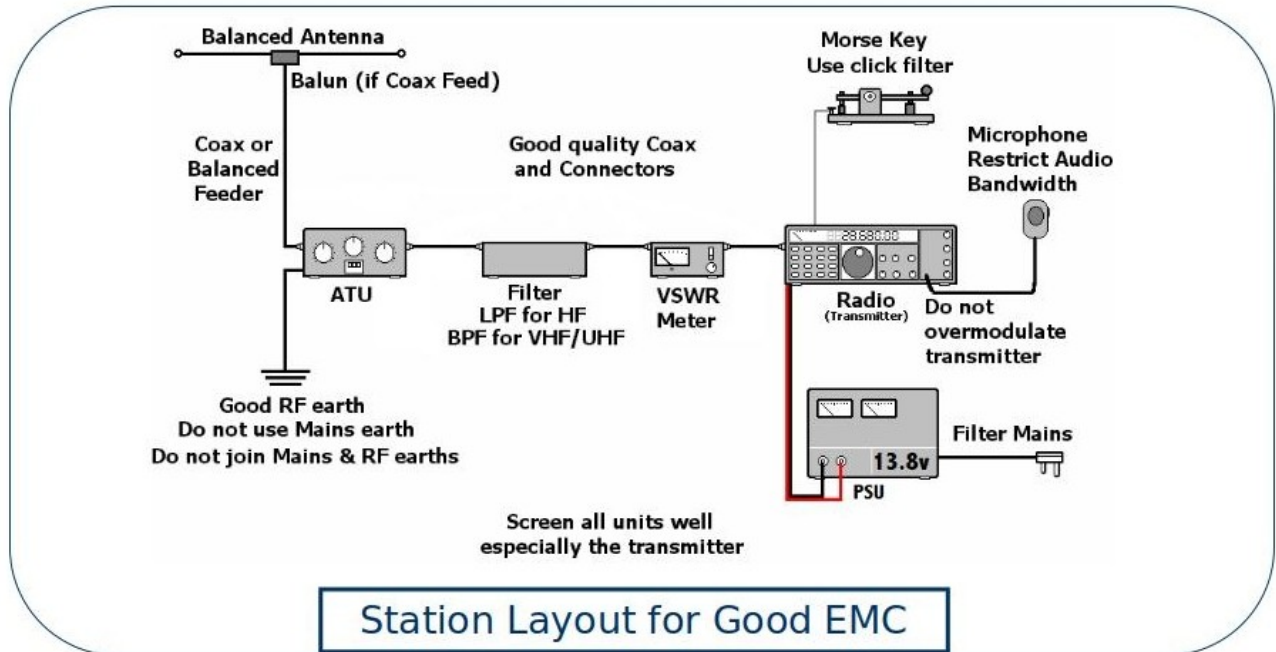 Balanced Antenna
Balun (if Coax Feed)
Coax or
Balanced
Feeder
Good quality Coax
and Connectors
Morse Key
Use click filter
Microphone
Restrict Audio
Bandwidth
ATU
Filter
LPF for HF
BPF for VHF/UHF
VSWR
Meter
28.680.00
Radio
(Transmitter)
Do not
overmodulate
transmitter
Good RF earth
Do not use Mains earth
Do not join Mains & RF earths
13.8v
PSU
Filter Mains
Screen all units well
especially the transmitter
Station Layout for Good EMC